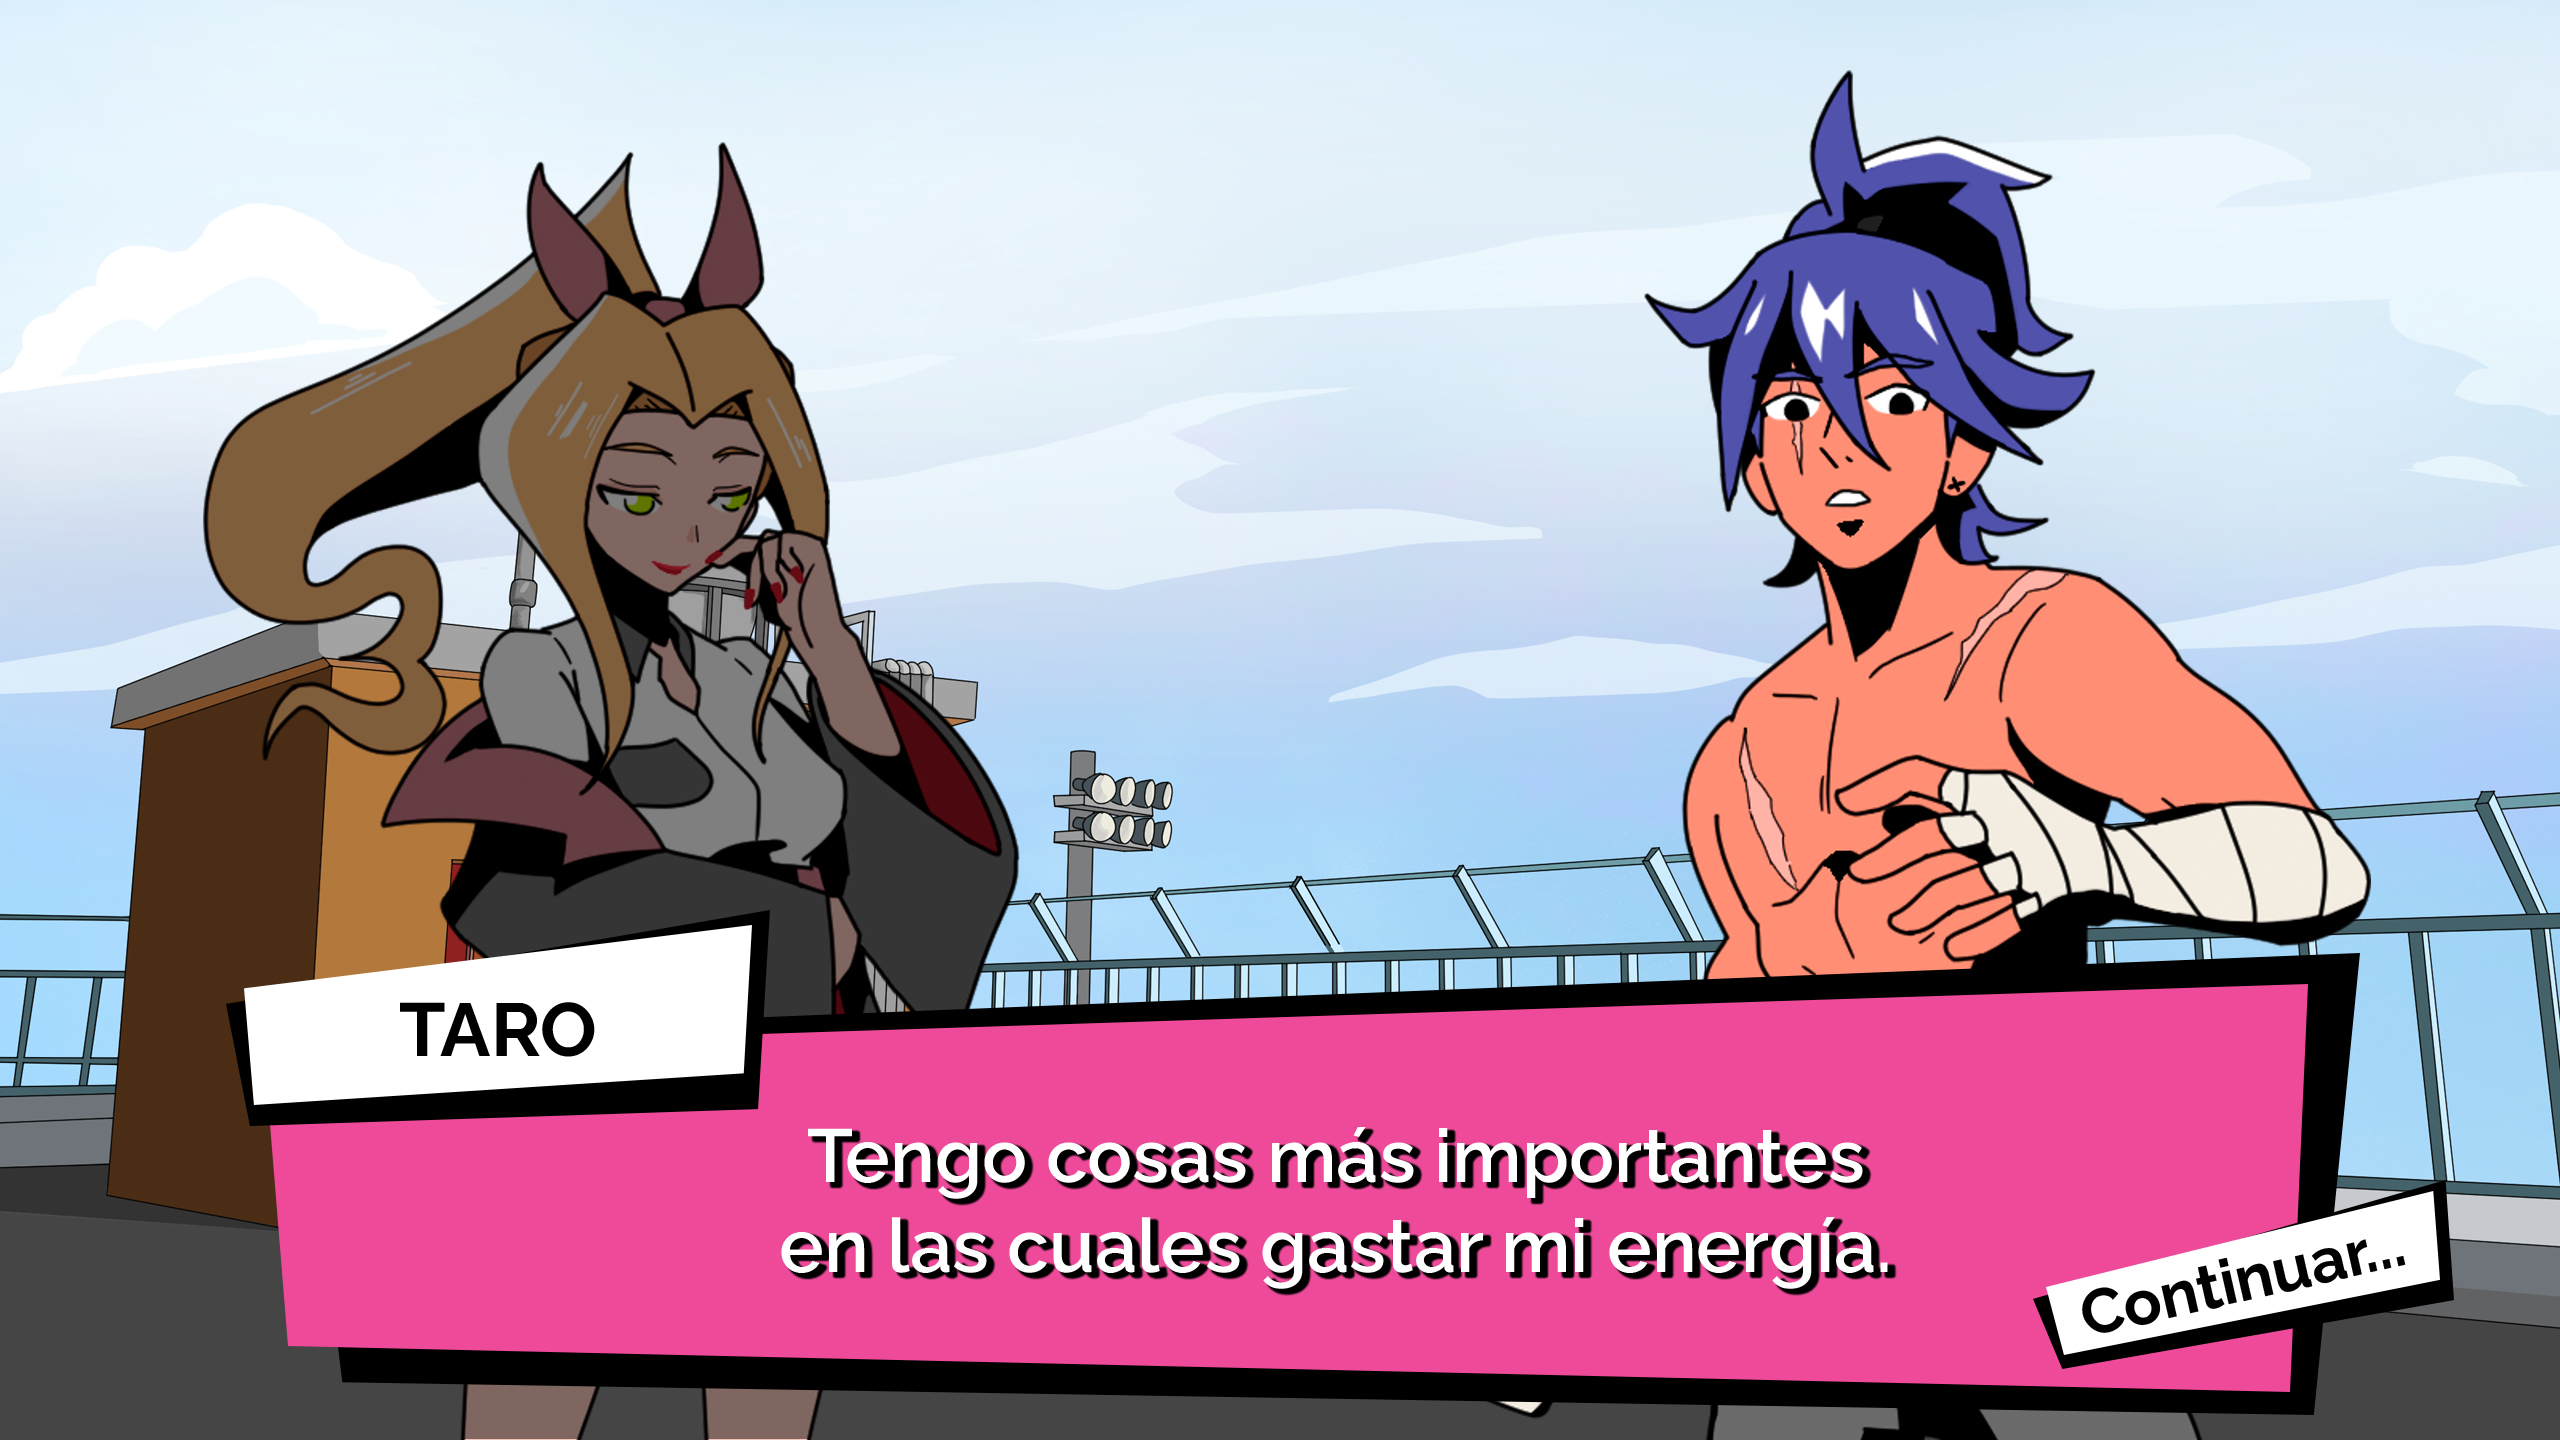 TARO
Tengo cosas más importantes
en las cuales gastar mi energía.
Continuar...